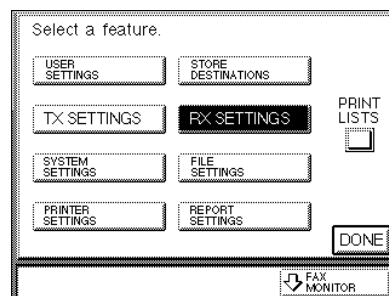 Select a feature.
USER
SETTINGS
STORE
DESTINATIONS
TX SETTINGS
RX SETTINGS
PRINT
LISTS
SYSTEM
SETTINGS
FILE
SETTINGS
PRINTER
SETTINGS
REPORT
SETTINGS
DONE
FAX
MONITOR